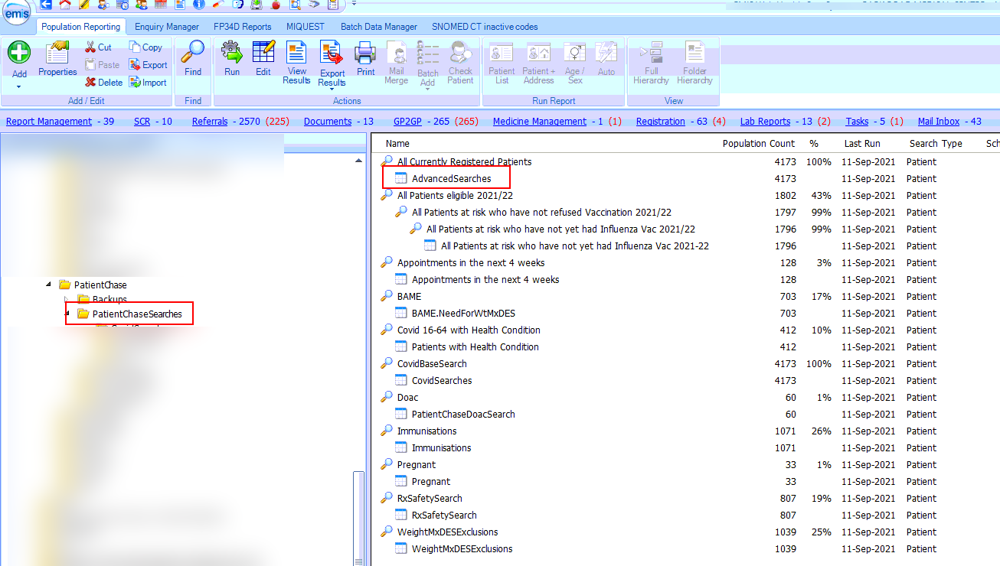 emis
Population Reporting Enquiry Manager FP34D Reports MIQUEST Batch Data Manager SNOMED CT inactive codes
Add
Properties
Cut
Paste
Delete
Copy
Export
Import
Add / Edit
Find
Find
Run
Edit
View Results
Export Results
Print
Mail Merge
Batch Add
Check Patient
Actions
Patient List
Patient + Address
Age / Sex
Auto
Run Report
Full Hierarchy
Folder Hierarchy
View
Report Management - 39 SCR - 10 Referrals - 2570 (225) Documents - 13 GP2GP - 265 (265) Medicine Management - 1 (1) Registration - 63 (4) Lab Reports - 13 (2) Tasks - 5 (1) Mail Inbox - 43
PatientChase
Backups
PatientChaseSearches
Name Population Count % Last Run Search Type Sch
All Currently Registered Patients 4173 100% 11-Sep-2021 Patient
AdvancedSearches 4173 11-Sep-2021 Patient
All Patients eligible 2021/22 1802 43% 11-Sep-2021 Patient
All Patients at risk who have not refused Vaccination 2021/22 1797 99% 11-Sep-2021 Patient
All Patients at risk who have not yet had Influenza Vac 2021/22 1796 99% 11-Sep-2021 Patient
All Patients at risk who have not yet had Influenza Vac 2021-22 1796 11-Sep-2021 Patient
Appointments in the next 4 weeks 128 3% 11-Sep-2021 Patient
Appointments in the next 4 weeks 128 11-Sep-2021 Patient
BAME 703 17% 11-Sep-2021 Patient
BAME.NeedForWtMxDES 703 11-Sep-2021 Patient
Covid 16-64 with Health Condition 412 10% 11-Sep-2021 Patient
Patients with Health Condition 412 11-Sep-2021 Patient
CovidBaseSearch 4173 100% 11-Sep-2021 Patient
CovidSearches 4173 11-Sep-2021 Patient
Doac 60 1% 11-Sep-2021 Patient
PatientChaseDoacSearch 60 11-Sep-2021 Patient
Immunisations 1071 26% 11-Sep-2021 Patient
Immunisations 1071 11-Sep-2021 Patient
Pregnant 33 1% 11-Sep-2021 Patient
Pregnant 33 11-Sep-2021 Patient
RxSafetySearch 807 19% 11-Sep-2021 Patient
RxSafetySearch 807 11-Sep-2021 Patient
WeightMxDESExclusions 1039 25% 11-Sep-2021 Patient
WeightMxDESExclusions 1039 11-Sep-2021 Patient